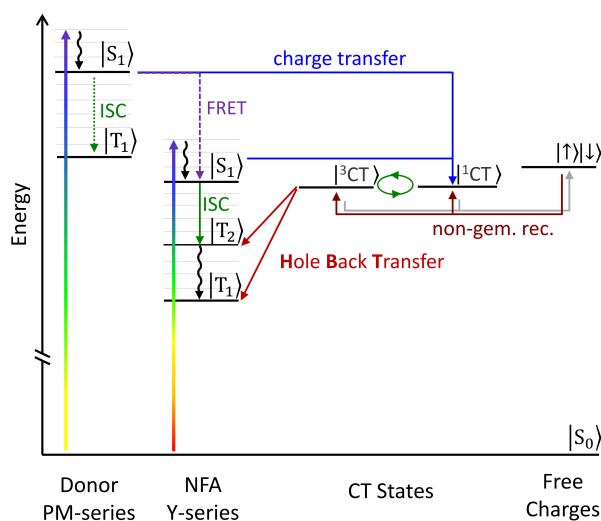 Energy
|S₁⟩
charge transfer
ISC
FRET
|T₁⟩
|S₁⟩
|³CT⟩
|¹CT⟩
|↑⟩|↓⟩
ISC
|T₂⟩
non-gem. rec.
Hole Back Transfer
|T₁⟩
|S₀⟩
Donor
PM-series
NFA
Y-series
CT States
Free
Charges